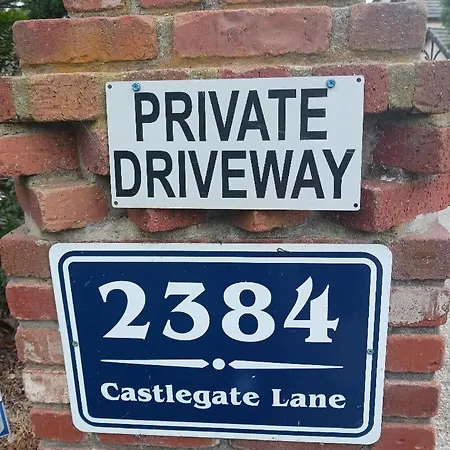 PRIVATE
DRIVEWAY
2384
Castlegate Lane